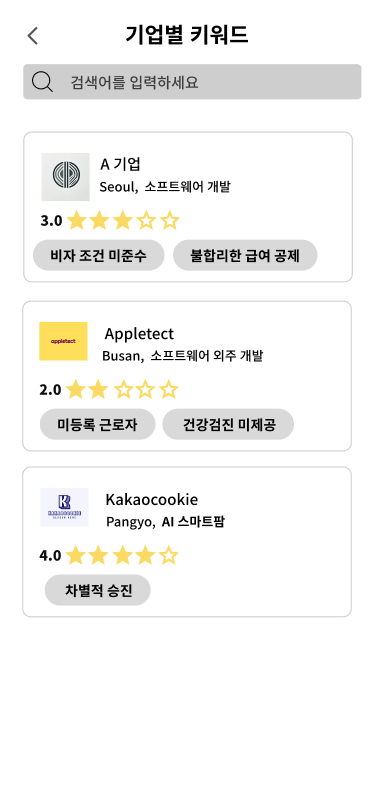 기업별 키워드
검색어를 입력하세요
A 기업
Seoul, 소프트웨어 개발
3.0
비자 조건 미준수
불합리한 급여 공제
appletect
Appletect
Busan, 소프트웨어 외주 개발
2.0
미등록 근로자
건강검진 미제공
Kakaocookie
Pangyo, AI 스마트팜
4.0
차별적 승진